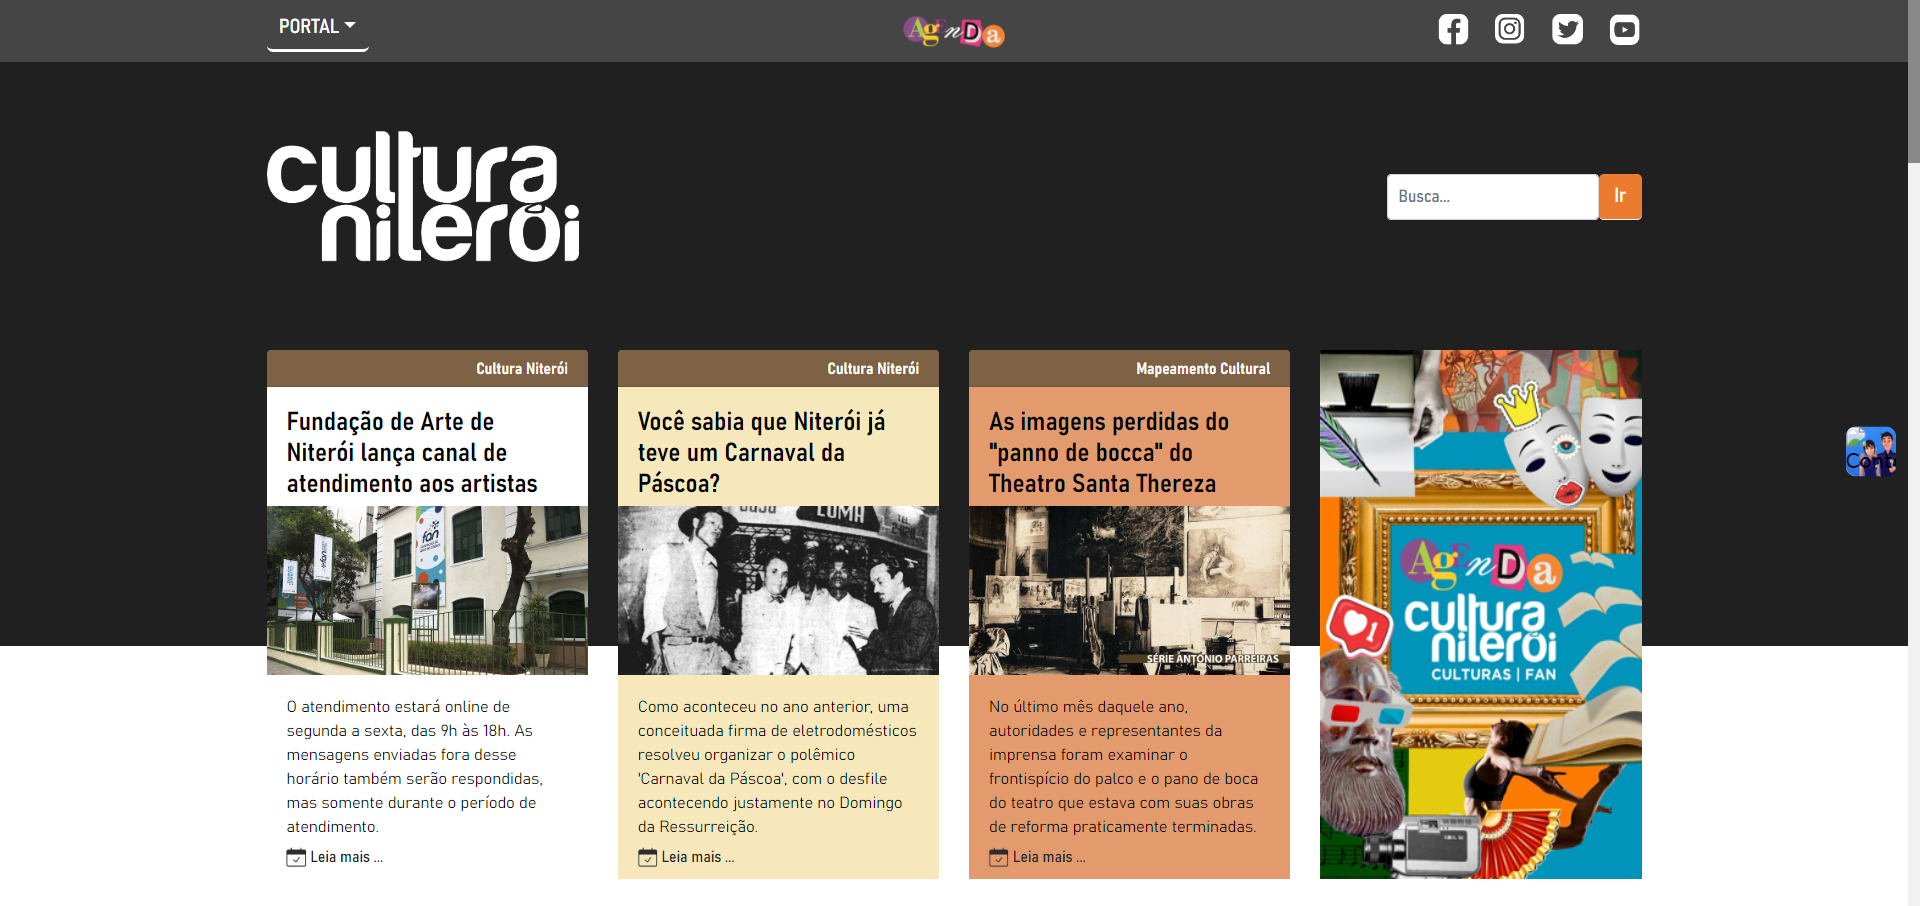 PORTAL
AgEnDa
cultura
niterói
Busca...
Ir
Cultura Niterói
Fundação de Arte de
Niterói lança canal de
atendimento aos artistas
fan
O atendimento estará online de
segunda a sexta, das 9h às 18h. As
mensagens enviadas fora desse
horário também serão respondidas,
mas somente durante o período de
atendimento.
Leia mais ...
Cultura Niterói
Você sabia que Niterói já
teve um Carnaval da
Páscoa?
LUMA
Como aconteceu no ano anterior, uma
conceituada firma de eletrodomésticos
resolveu organizar o polêmico
'Carnaval da Páscoa', com o desfile
acontecendo justamente no Domingo
da Ressurreição.
Leia mais ...
Mapeamento Cultural
As imagens perdidas do
"panno de bocca" do
Theatro Santa Thereza
SÉRIE ANTÔNIO PARREIRAS
No último mês daquele ano,
autoridades e representantes da
imprensa foram examinar o
frontispício do palco e o pano de boca
do teatro que estava com suas obras
de reforma praticamente terminadas.
Leia mais ...
AgEnDa
cultura
niterói
CULTURAS | FAN
1